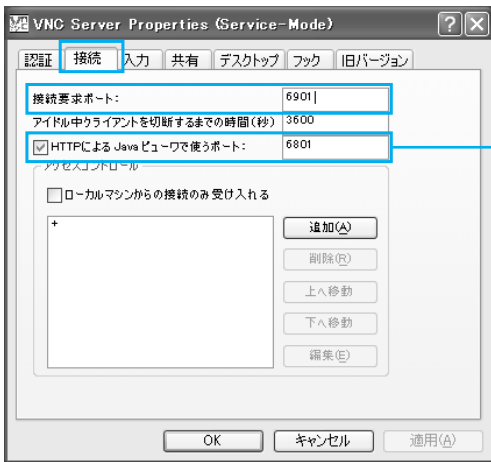 VNC Server Properties (Service-Mode)
認証 接続 入力 共有 デスクトップ フック 旧バージョン
接続要求ポート: 6901
アイドル中クライアントを切断するまでの時間(秒) 3600
HTTPによる Java ビューワで使うポート: 6801
アクセスコントロール
ローカルマシンからの接続のみ受け入れる
+
追加(A)
削除(R)
上へ移動
下へ移動
編集(E)
OK キャンセル 適用(A)